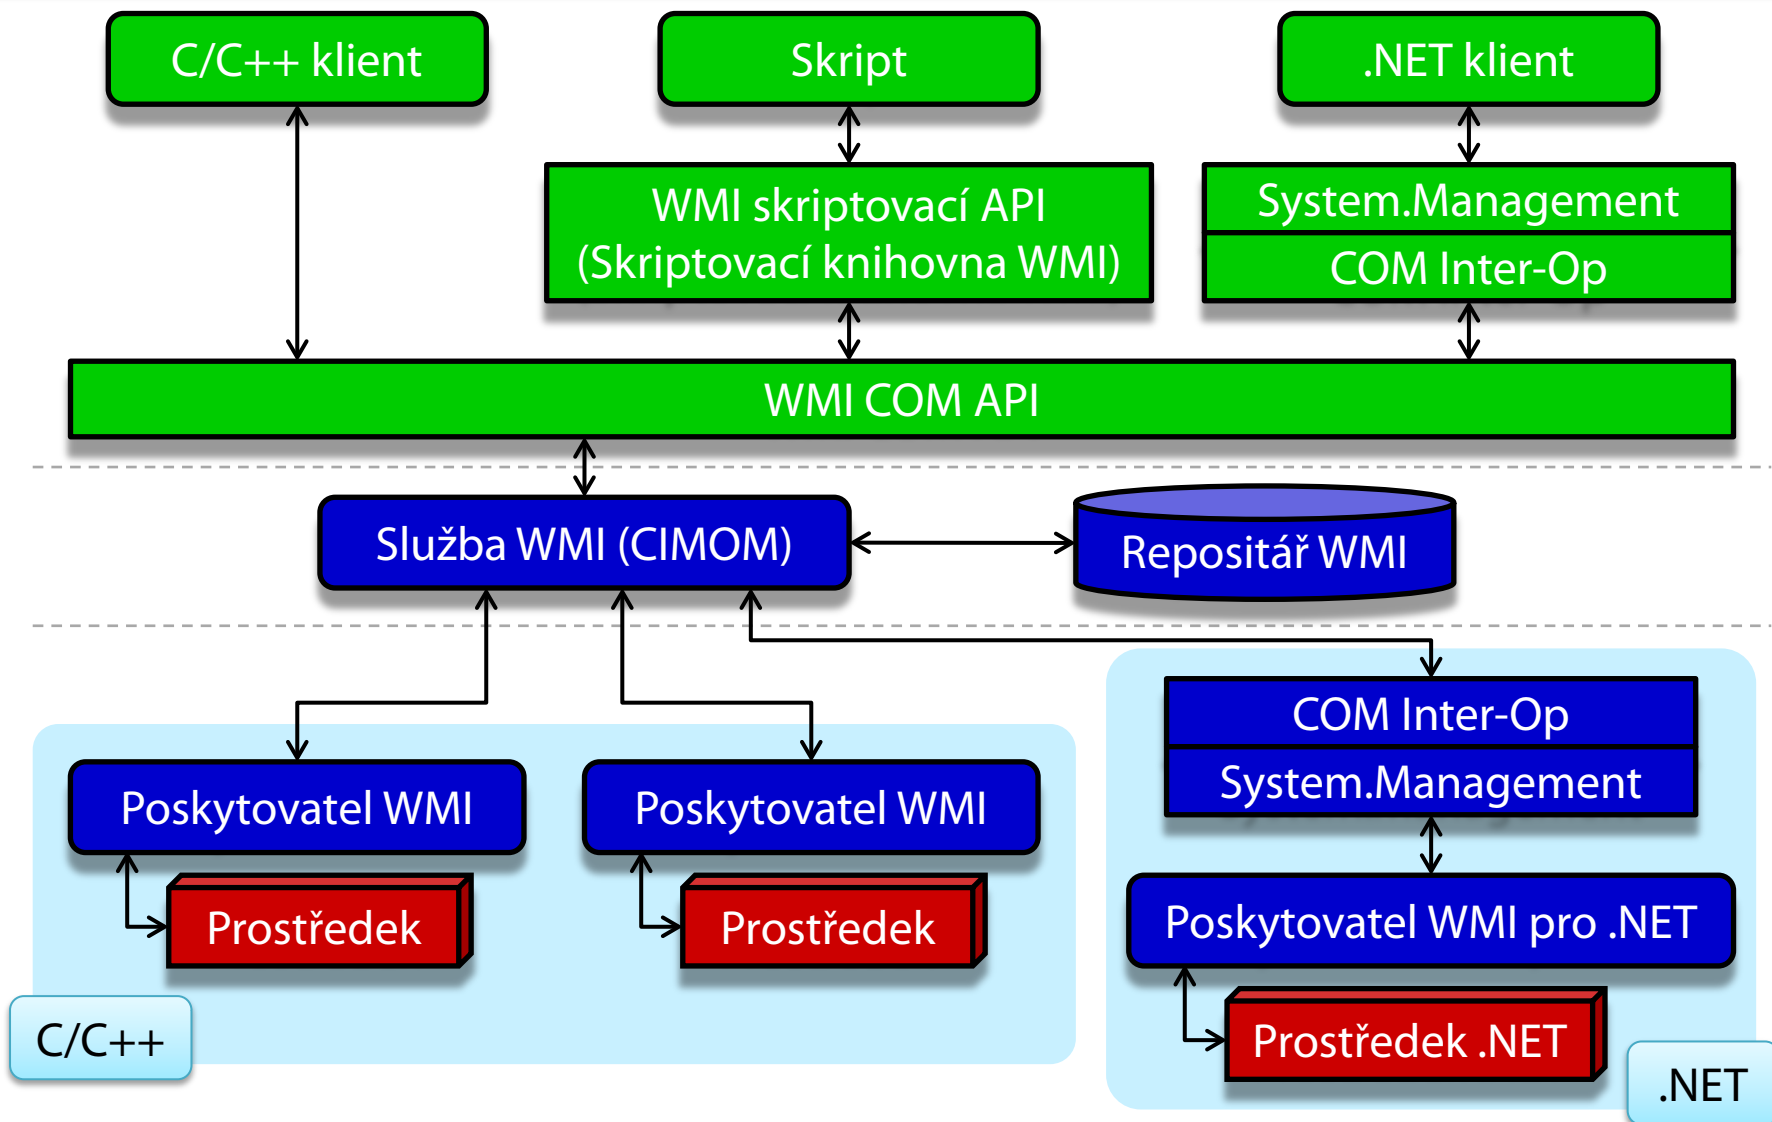 C/C++ klient
Skript
.NET klient
WMI skriptovací API
(Skriptovací knihovna WMI)
System.Management
COM Inter-Op
WMI COM API
Služba WMI (CIMOM)
Repositář WMI
COM Inter-Op
System.Management
Poskytovatel WMI
Poskytovatel WMI
Prostředek
Prostředek
Poskytovatel WMI pro .NET
Prostředek .NET
C/C++
.NET